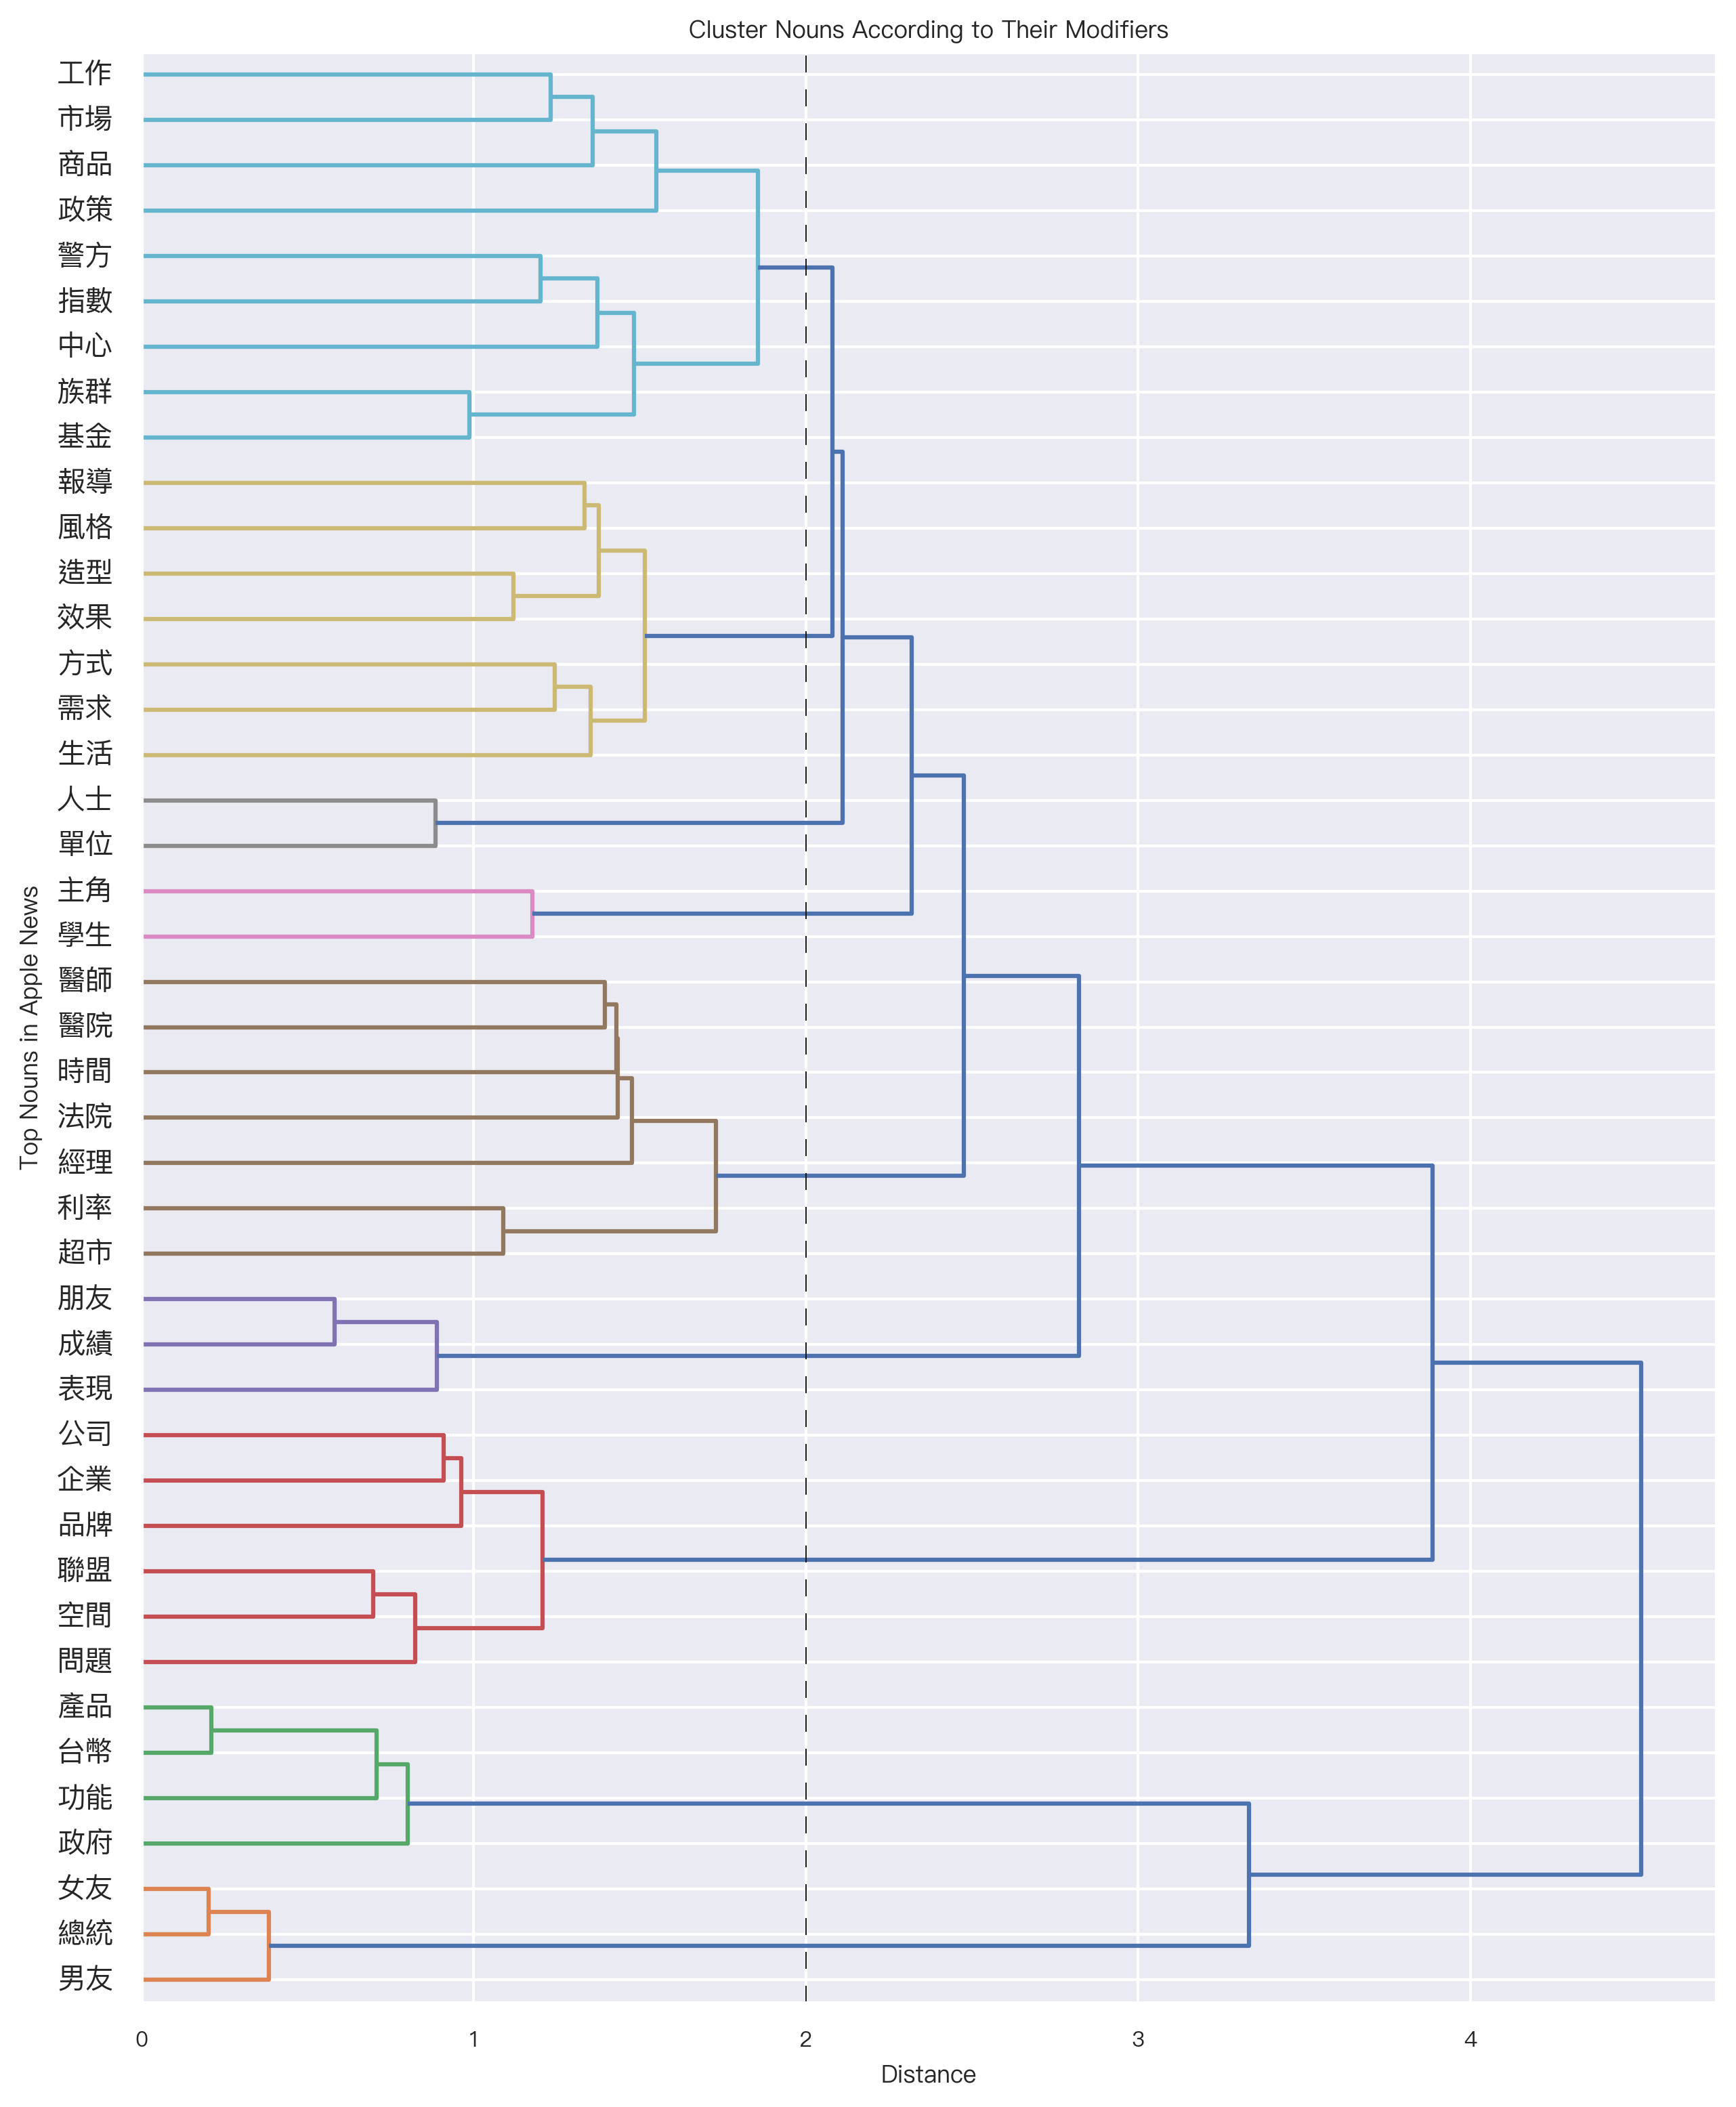 Cluster Nouns According to Their Modifiers
工作
市場
商品
政策
警方
指數
中心
族群
基金
報導
風格
造型
效果
方式
需求
生活
人士
單位
主角
學生
醫師
醫院
時間
法院
經理
利率
超市
朋友
成績
表現
公司
企業
品牌
聯盟
空間
問題
產品
台幣
功能
政府
女友
總統
男友
Top Nouns in Apple News
0 1 2 3 4
Distance